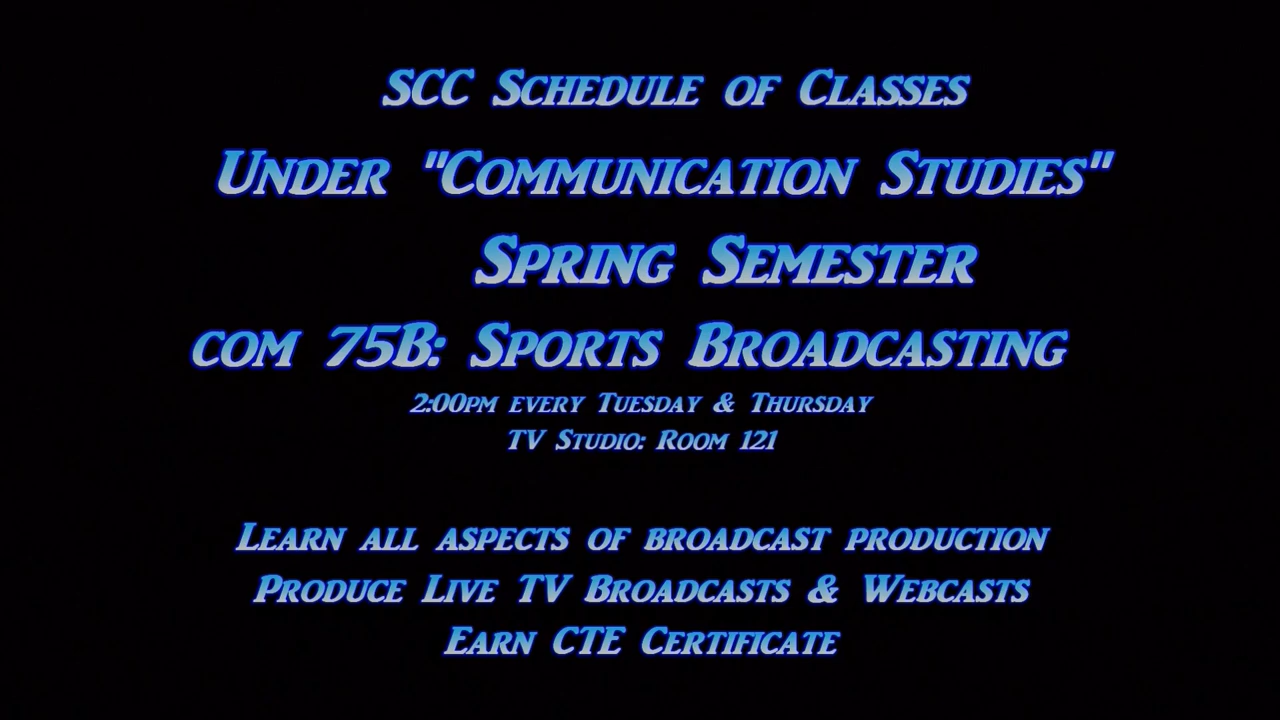 SCC Schedule of Classes
Under "Communication Studies"
Spring Semester
com 75B: Sports Broadcasting
2:00pm every Tuesday & Thursday
TV Studio: Room 121
Learn all aspects of broadcast production
Produce Live TV Broadcasts & Webcasts
Earn CTE Certificate